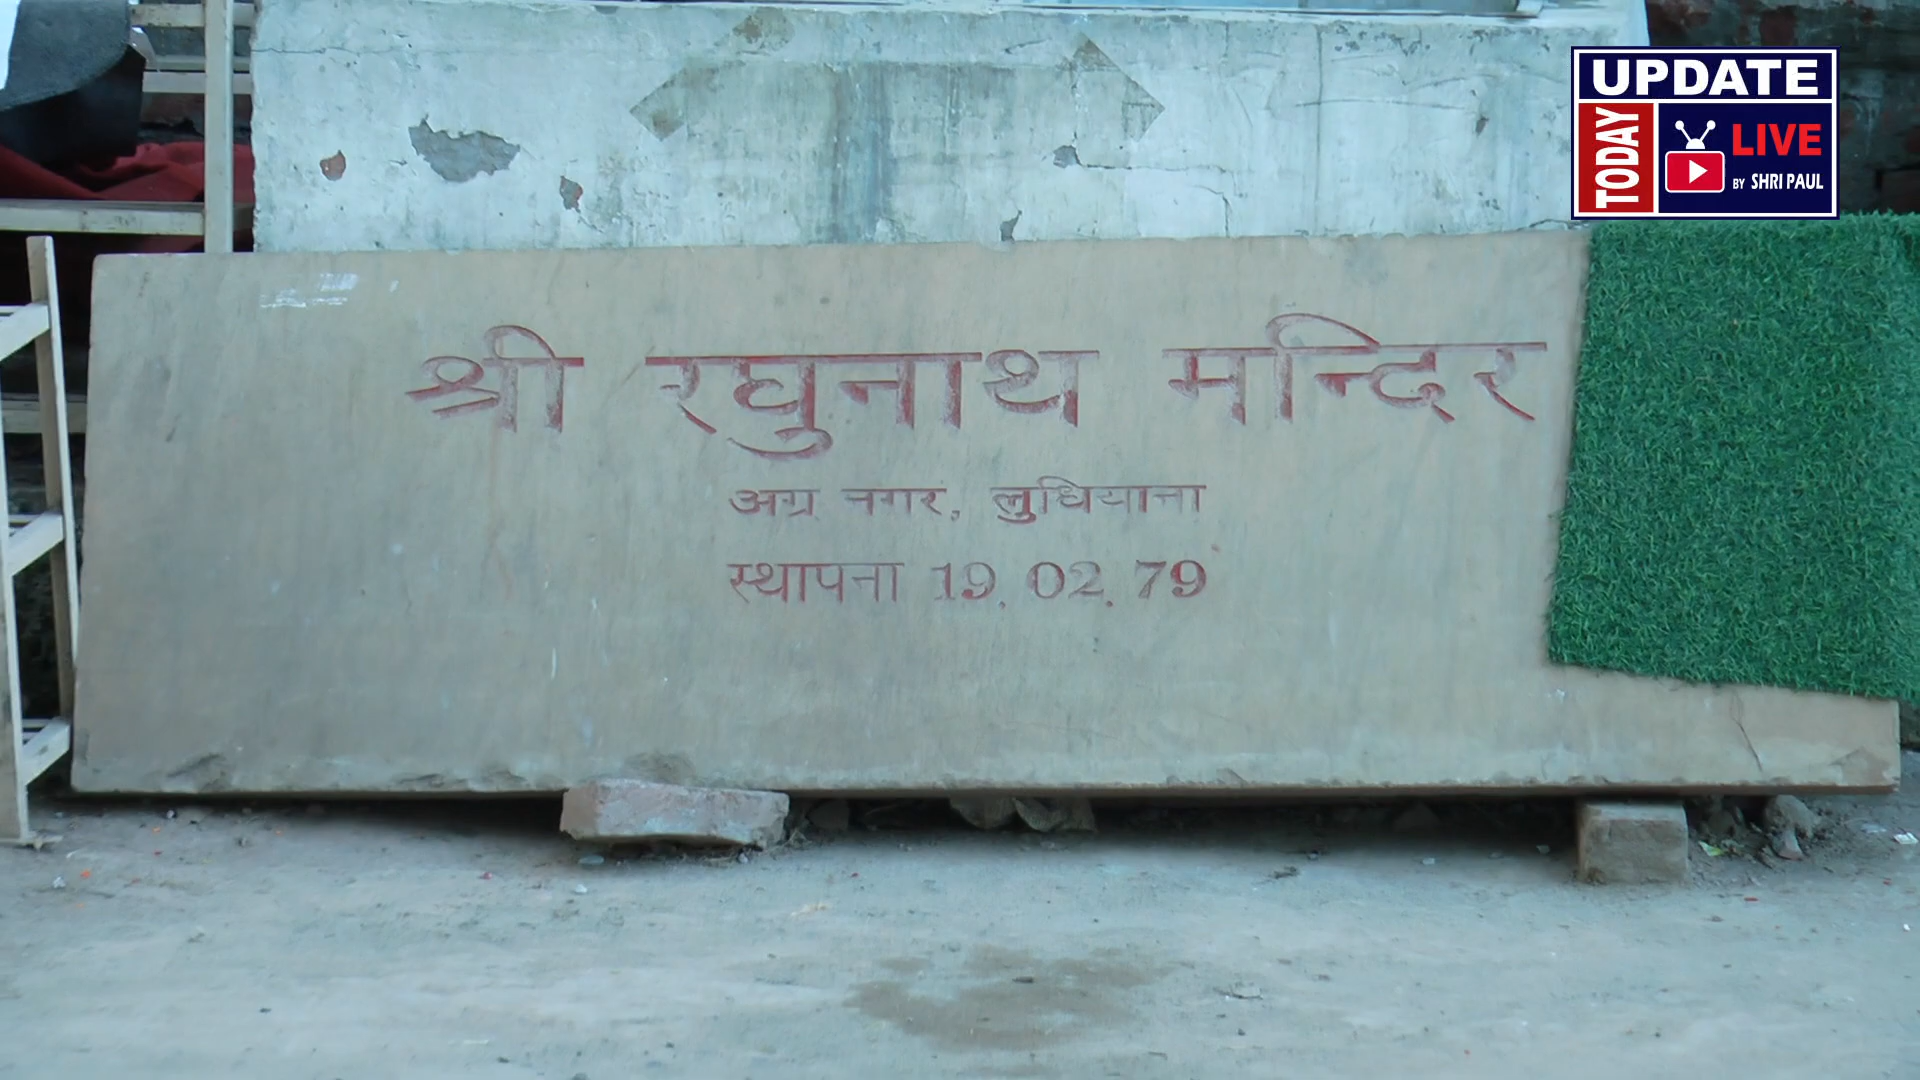 UPDATE
TODAY
LIVE
BY SHRI PAUL
श्री रघुनाथ मन्दिर
अग्र नगर, लुधियाना
स्थापना 19.02.79